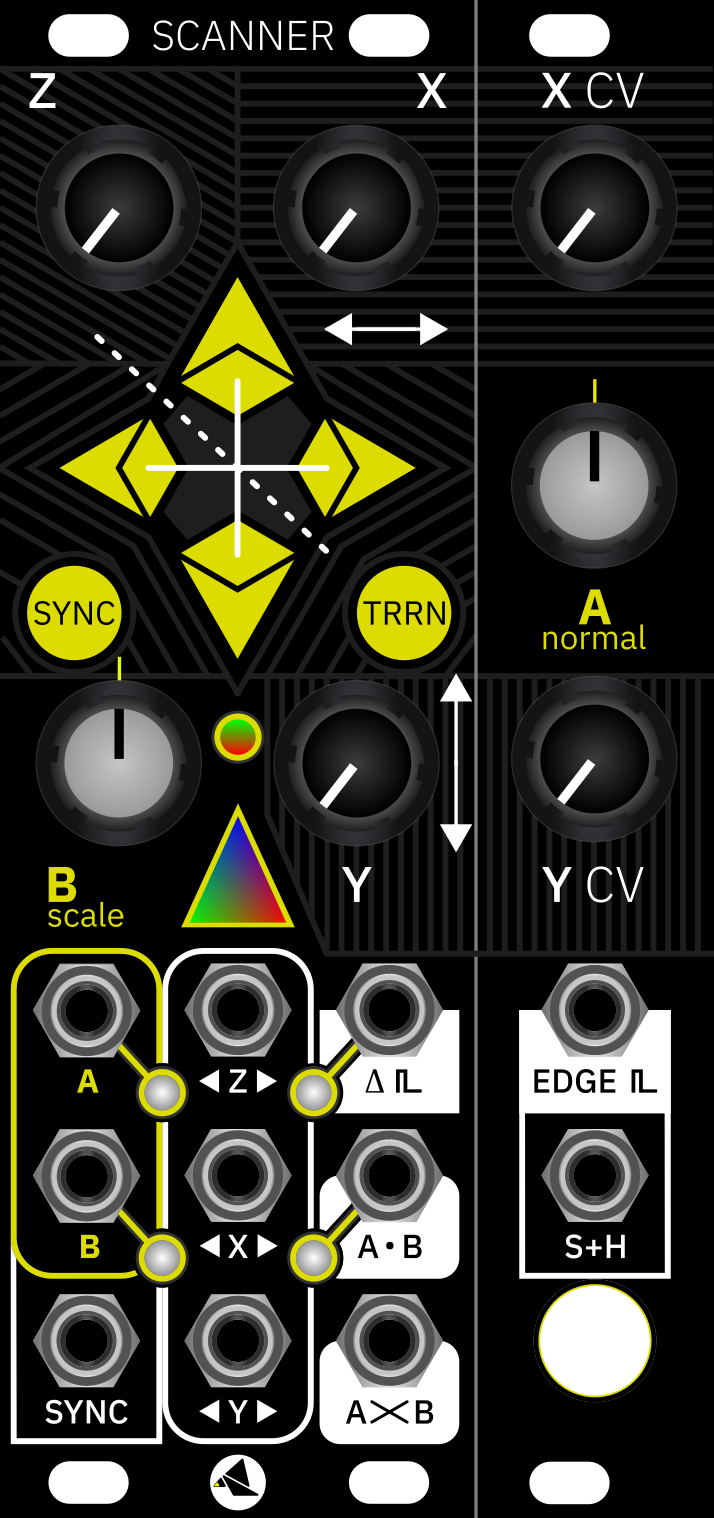 SCANNER
Z
X
X CV
SYNC
TRRN
A
normal
B
scale
Y
Y CV
A
◄ Z ►
Δ
EDGE
B
◄ X ►
A • B
S+H
SYNC
◄ Y ►
A B